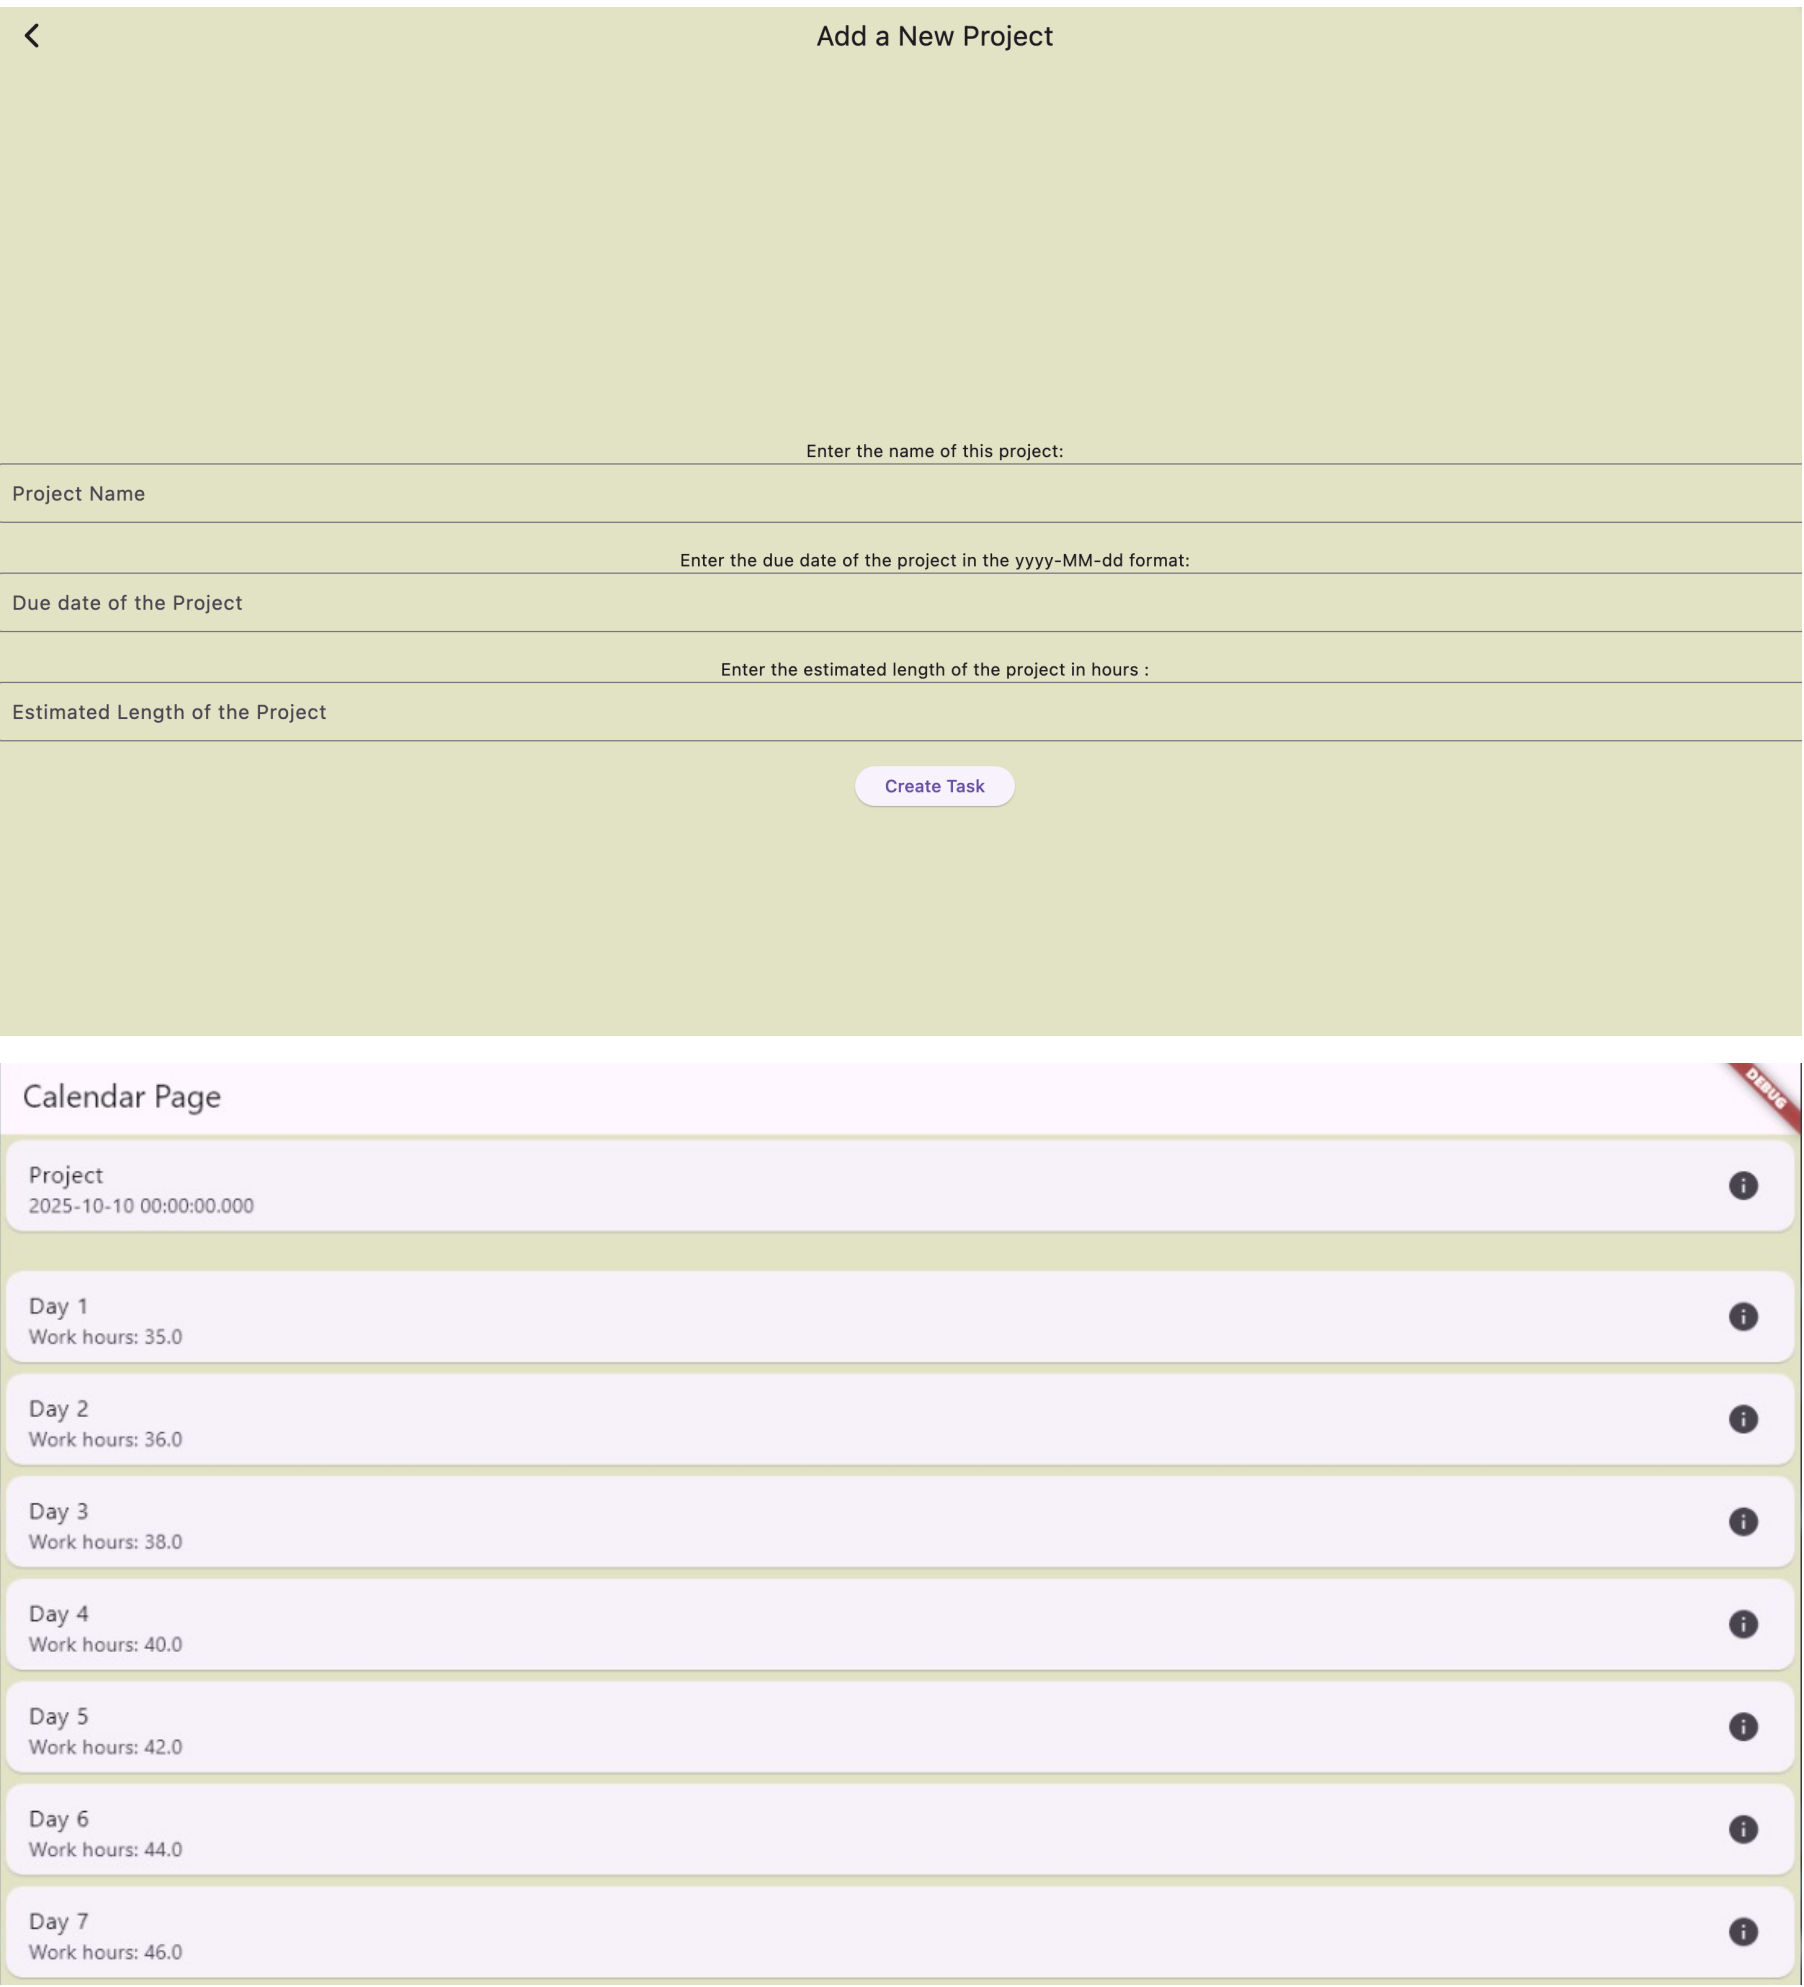 Add a New Project
Enter the name of this project:
Project Name
Enter the due date of the project in the yyyy-MM-dd format:
Due date of the Project
Enter the estimated length of the project in hours :
Estimated Length of the Project
Create Task
Calendar Page
DEBUG
Project
2025-10-10 00:00:00.000
Day 1
Work hours: 35.0
Day 2
Work hours: 36.0
Day 3
Work hours: 38.0
Day 4
Work hours: 40.0
Day 5
Work hours: 42.0
Day 6
Work hours: 44.0
Day 7
Work hours: 46.0